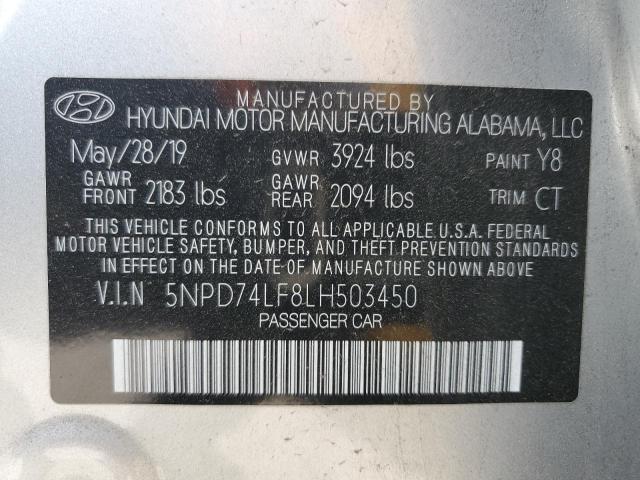 MANUFACTURED BY
HYUNDAI MOTOR MANUFACTURING ALABAMA, LLC
May/28/19 GVWR 3924 lbs PAINT Y8
GAWR FRONT 2183 lbs GAWR REAR 2094 lbs TRIM CT
THIS VEHICLE CONFORMS TO ALL APPLICABLE U.S.A. FEDERAL
MOTOR VEHICLE SAFETY, BUMPER, AND THEFT PREVENTION STANDARDS
IN EFFECT ON THE DATE OF MANUFACTURE SHOWN ABOVE.
V.I.N 5NPD74LF8LH503450
PASSENGER CAR